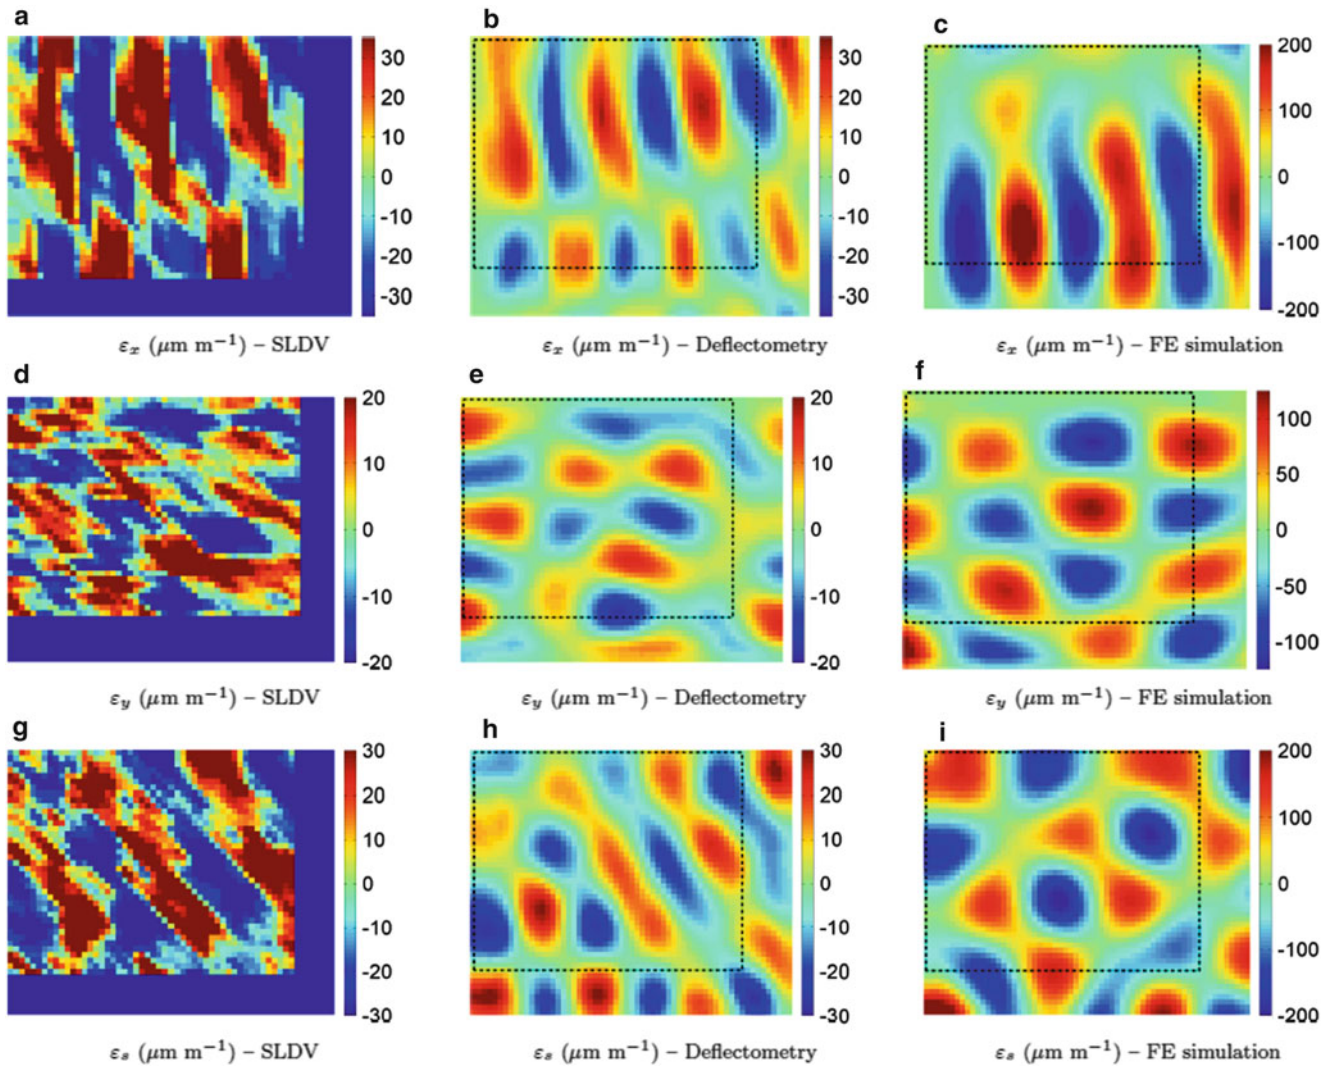 a
b
c
30
20
10
0
-10
-20
-30
30
20
10
0
-10
-20
-30
200
100
0
-100
-200
εx (μm m−1) – SLDV
εx (μm m−1) – Deflectometry
εx (μm m−1) – FE simulation
d
e
f
20
10
0
-10
-20
20
10
0
-10
-20
100
50
0
-50
-100
εy (μm m−1) – SLDV
εy (μm m−1) – Deflectometry
εy (μm m−1) – FE simulation
g
h
i
30
20
10
0
-10
-20
-30
30
20
10
0
-10
-20
-30
200
100
0
-100
-200
εs (μm m−1) – SLDV
εs (μm m−1) – Deflectometry
εs (μm m−1) – FE simulation